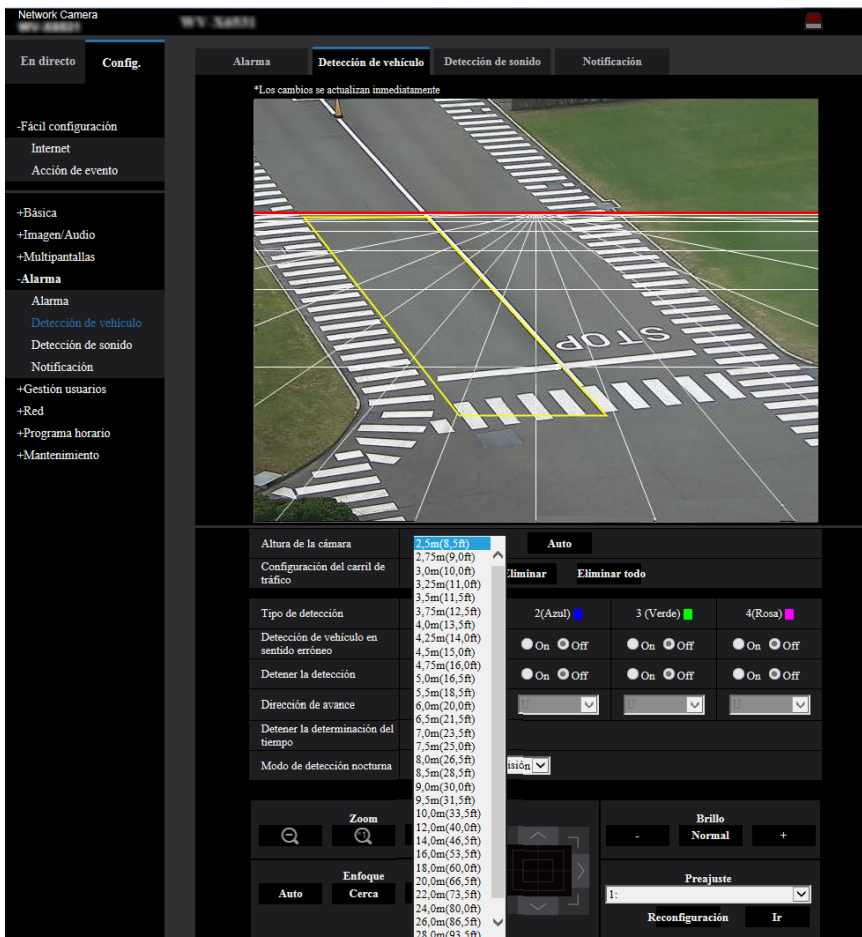 Network Camera
En directo
Config.
-Fácil configuración
Internet
Acción de evento
+Básica
+Imagen/Audio
+Multipantallas
-Alarma
Alarma
Detección de vehículo
Detección de sonido
Notificación
+Gestión usuarios
+Red
+Programa horario
+Mantenimiento
Alarma
Detección de vehículo
Detección de sonido
Notificación
*Los cambios se actualizan inmediatamente
STOP
Altura de la cámara
Auto
Configuración del carril de tráfico
Eliminar
Eliminar todo
2,5m(8,5ft)
2,75m(9,0ft)
3,0m(10,0ft)
3,25m(11,0ft)
3,5m(11,5ft)
3,75m(12,5ft)
4,0m(13,5ft)
4,25m(14,0ft)
4,5m(15,0ft)
4,75m(16,0ft)
5,0m(16,5ft)
5,5m(18,5ft)
6,0m(20,0ft)
6,5m(21,5ft)
7,0m(23,5ft)
7,5m(25,0ft)
8,0m(26,5ft)
8,5m(28,5ft)
9,0m(30,0ft)
9,5m(31,5ft)
10,0m(33,5ft)
12,0m(40,0ft)
14,0m(46,5ft)
16,0m(53,5ft)
18,0m(60,0ft)
20,0m(66,5ft)
22,0m(73,5ft)
24,0m(80,0ft)
26,0m(86,5ft)
28,0m(93,5ft)
Tipo de detección
2(Azul)
3 (Verde)
4(Rosa)
Detección de vehículo en sentido erróneo
On Off
On Off
On Off
Detener la detección
On Off
On Off
On Off
Dirección de avance
U
U
U
Detener la determinación del tiempo
Modo de detección nocturna
isión
Zoom
x1
Brillo
-
Normal
+
Enfoque
Auto
Cerca
Preajuste
1:
Reconfiguración
Ir